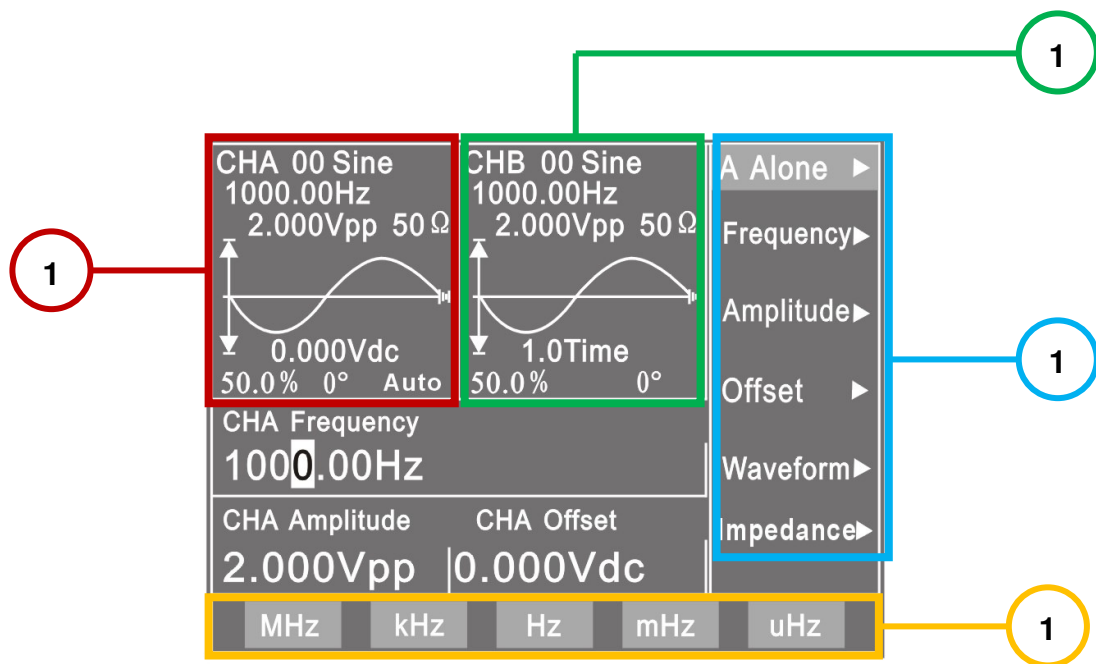 1
CHA 00 Sine
1000.00Hz
2.000Vpp 50Ω
0.000Vdc
50.0% 0° Auto
CHB 00 Sine
1000.00Hz
2.000Vpp 50Ω
1.0Time
50.0% 0°
A Alone
Frequency
Amplitude
Offset
Waveform
Impedance
1
1
CHA Frequency
1000.00Hz
CHA Amplitude CHA Offset
2.000Vpp 0.000Vdc
MHz kHz Hz mHz uHz
1